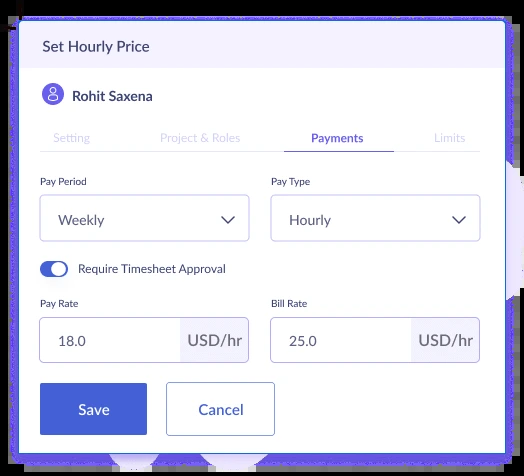 Set Hourly Price
Rohit Saxena
Setting Project & Roles Payments Limits
Pay Period Pay Type
Weekly Hourly
Require Timesheet Approval
Pay Rate Bill Rate
18.0 USD/hr 25.0 USD/hr
Save Cancel